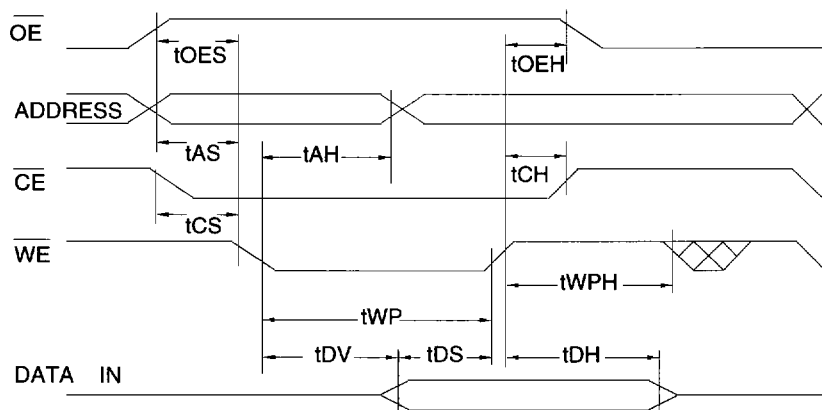 OE
tOES
tOEH
ADDRESS
tAS
tAH
tCH
CE
tCS
WE
tWPH
tWP
tDV
tDS
tDH
DATA IN